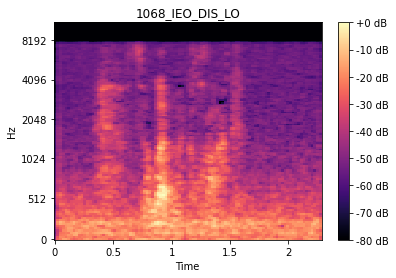 1068_IEO_DIS_LO
+0 dB
8192
-10 dB
4096
-20 dB
-30 dB
2048
Hz
-40 dB
1024
-50 dB
512
-60 dB
-70 dB
0
-80 dB
0 0.5 1 1.5 2
Time